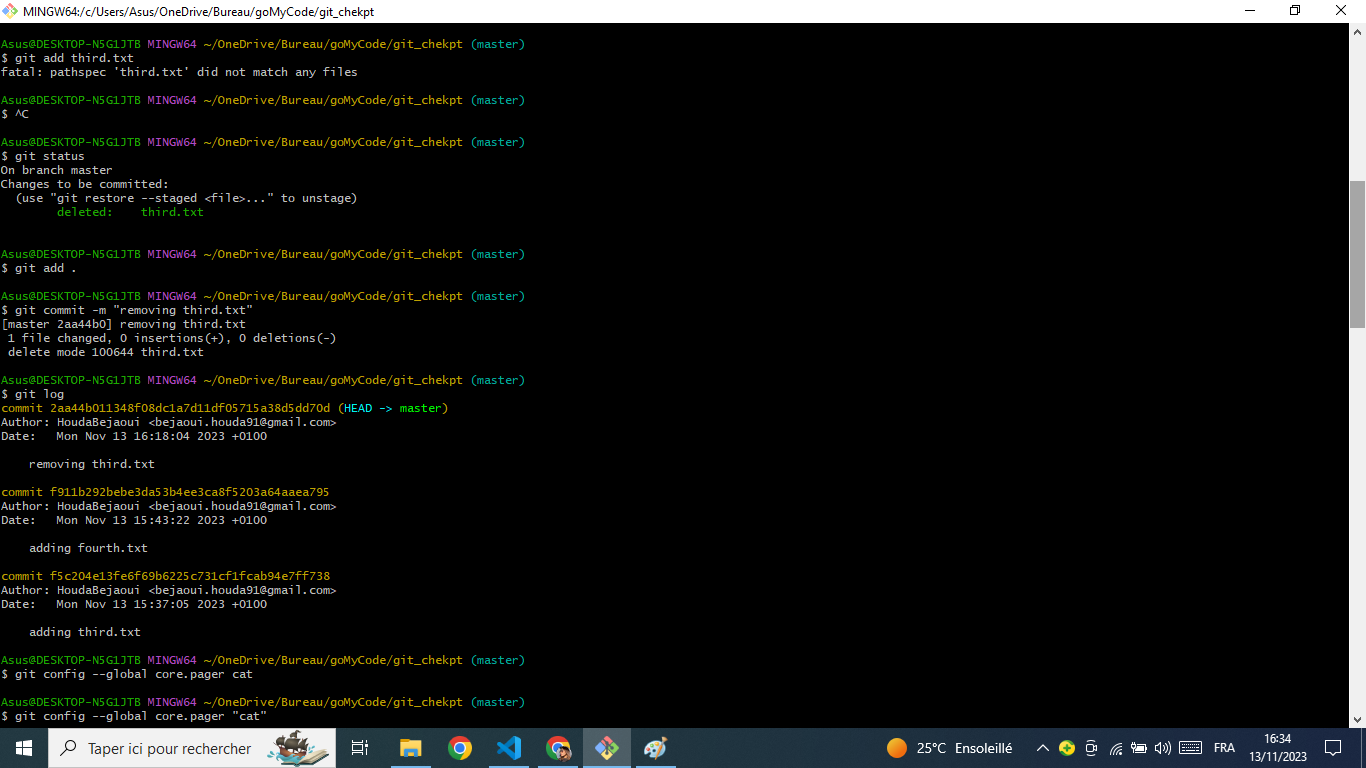 MINGW64:/c/Users/Asus/OneDrive/Bureau/goMyCode/git_chekpt
Asus@DESKTOP-N5G1JTB MINGW64 ~/OneDrive/Bureau/goMyCode/git_chekpt (master)
$ git add third.txt
fatal: pathspec 'third.txt' did not match any files
Asus@DESKTOP-N5G1JTB MINGW64 ~/OneDrive/Bureau/goMyCode/git_chekpt (master)
$ ^C
Asus@DESKTOP-N5G1JTB MINGW64 ~/OneDrive/Bureau/goMyCode/git_chekpt (master)
$ git status
On branch master
Changes to be committed:
  (use "git restore --staged <file>..." to unstage)
        deleted:    third.txt
Asus@DESKTOP-N5G1JTB MINGW64 ~/OneDrive/Bureau/goMyCode/git_chekpt (master)
$ git add .
Asus@DESKTOP-N5G1JTB MINGW64 ~/OneDrive/Bureau/goMyCode/git_chekpt (master)
$ git commit -m "removing third.txt"
[master 2aa44b0] removing third.txt
 1 file changed, 0 insertions(+), 0 deletions(-)
 delete mode 100644 third.txt
Asus@DESKTOP-N5G1JTB MINGW64 ~/OneDrive/Bureau/goMyCode/git_chekpt (master)
$ git log
commit 2aa44b011348f08dc1a7d11df05715a38d5dd70d (HEAD -> master)
Author: HoudaBejaoui <bejaoui.houda91@gmail.com>
Date:   Mon Nov 13 16:18:04 2023 +0100
    removing third.txt
commit f911b292bebe3da53b4ee3ca8f5203a64aaea795
Author: HoudaBejaoui <bejaoui.houda91@gmail.com>
Date:   Mon Nov 13 15:43:22 2023 +0100
    adding fourth.txt
commit f5c204e13fe6f69b6225c731cf1fcab94e7ff738
Author: HoudaBejaoui <bejaoui.houda91@gmail.com>
Date:   Mon Nov 13 15:37:05 2023 +0100
    adding third.txt
Asus@DESKTOP-N5G1JTB MINGW64 ~/OneDrive/Bureau/goMyCode/git_chekpt (master)
$ git config --global core.pager cat
Asus@DESKTOP-N5G1JTB MINGW64 ~/OneDrive/Bureau/goMyCode/git_chekpt (master)
$ git config --global core.pager "cat"
Taper ici pour rechercher
25°C Ensoleillé
FRA
16:34
13/11/2023